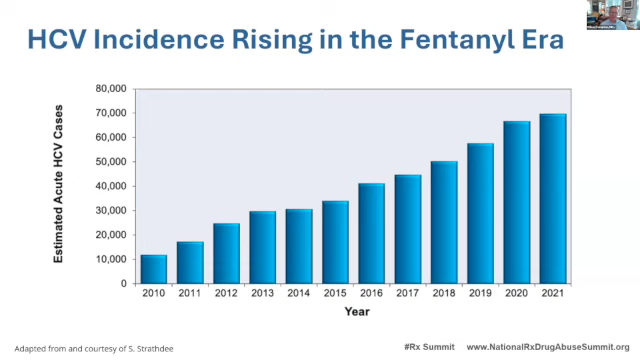 HCV Incidence Rising in the Fentanyl Era
Estimated Acute HCV Cases
80,000
70,000
60,000
50,000
40,000
30,000
20,000
10,000
0
2010 2011 2012 2013 2014 2015 2016 2017 2018 2019 2020 2021
Year
Adapted from and courtesy of S. Strathdee
#Rx Summit www.NationalRxDrugAbuseSummit.org